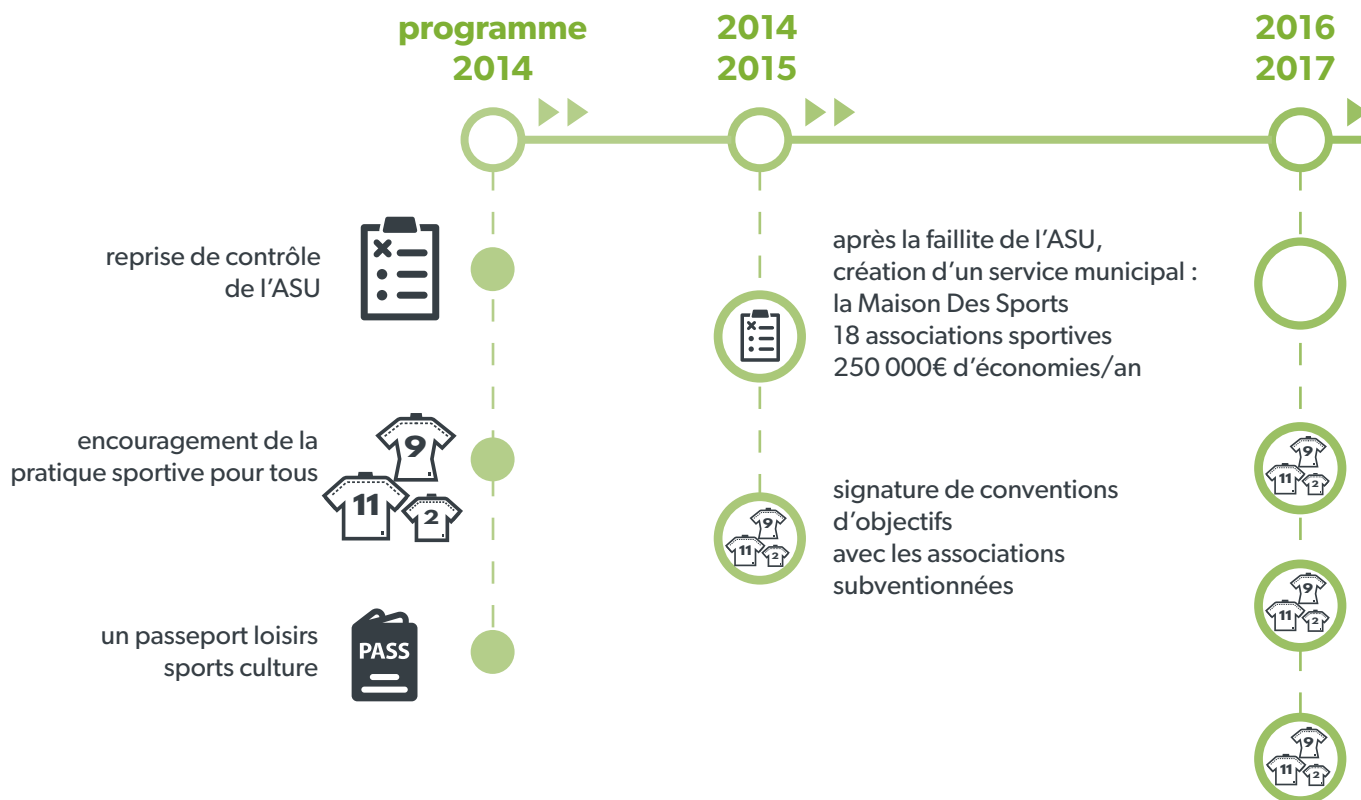 programme
2014
2014
2015
2016
2017
reprise de contrôle
de l'ASU
encouragement de la
pratique sportive pour tous
9
11
2
un passeport loisirs
sports culture
PASS
après la faillite de l'ASU,
création d'un service municipal :
la Maison Des Sports
18 associations sportives
250 000€ d'économies/an
9
11
2
signature de conventions
d'objectifs
avec les associations
subventionnées
9
11
2
9
11
2
9
11
2